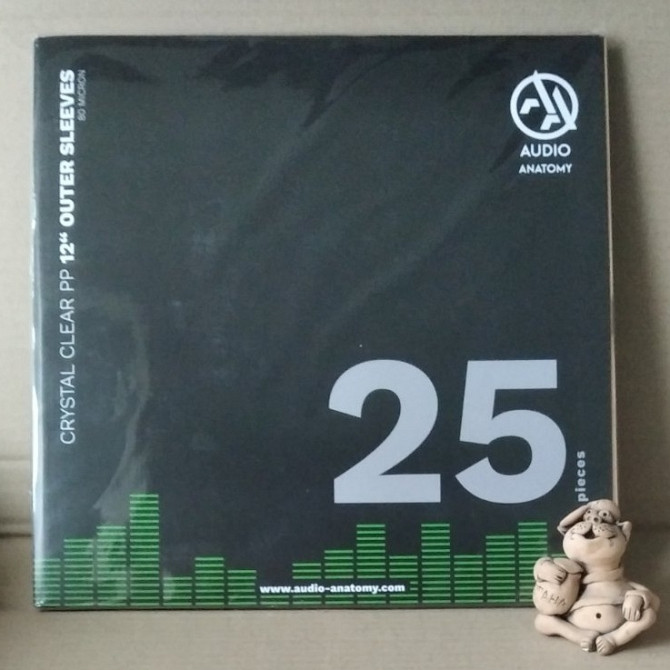 CRYSTAL CLEAR PP 12“ OUTER SLEEVES
80 MICRON
AUDIO
ANATOMY
25
pieces
www.audio-anatomy.com